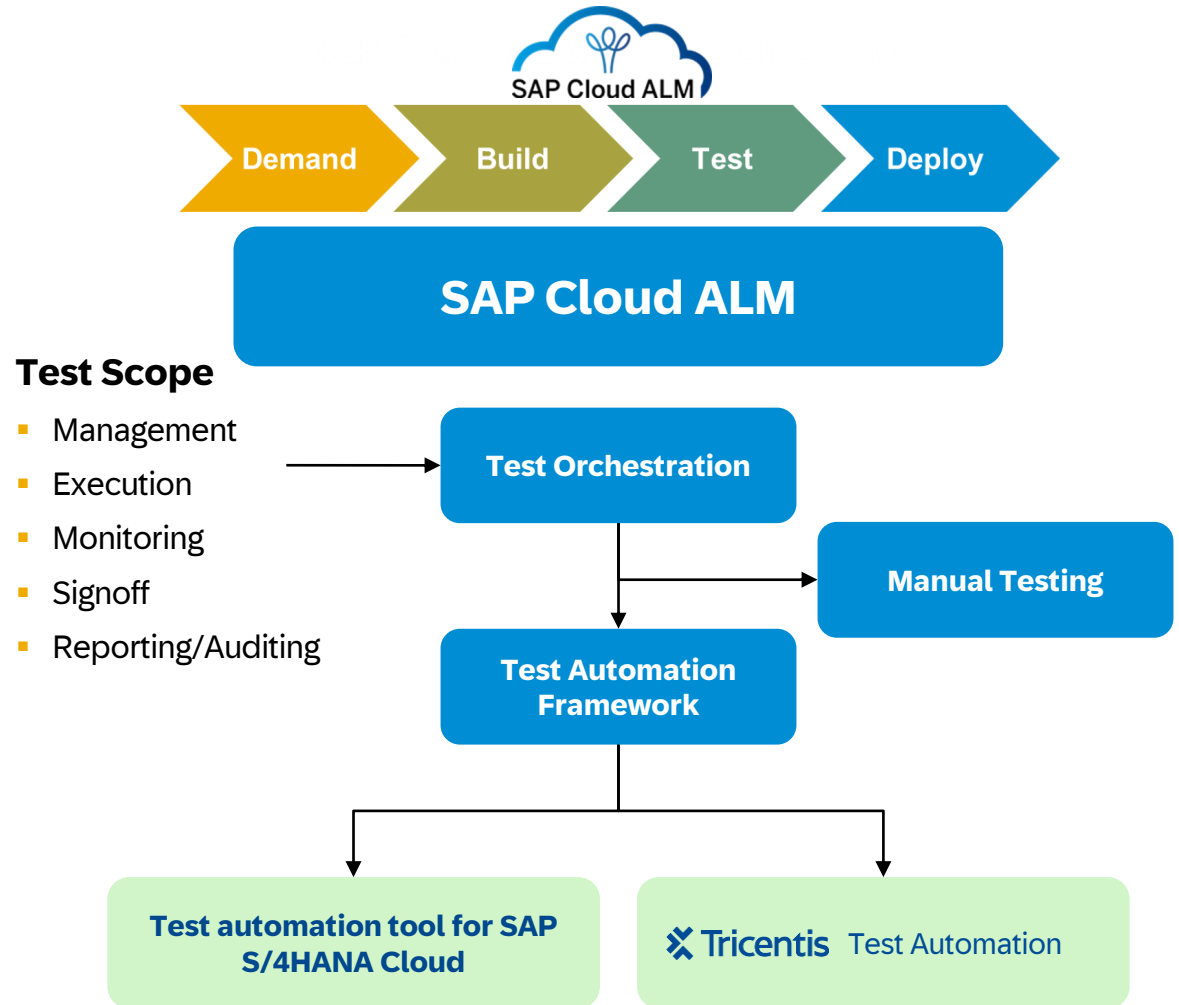 SAP Cloud ALM
Demand
Build
Test
Deploy
SAP Cloud ALM
Test Scope
▪ Management
▪ Execution
▪ Monitoring
▪ Signoff
▪ Reporting/Auditing
Test Orchestration
Manual Testing
Test Automation
Framework
Test automation tool for SAP
S/4HANA Cloud
Tricentis Test Automation